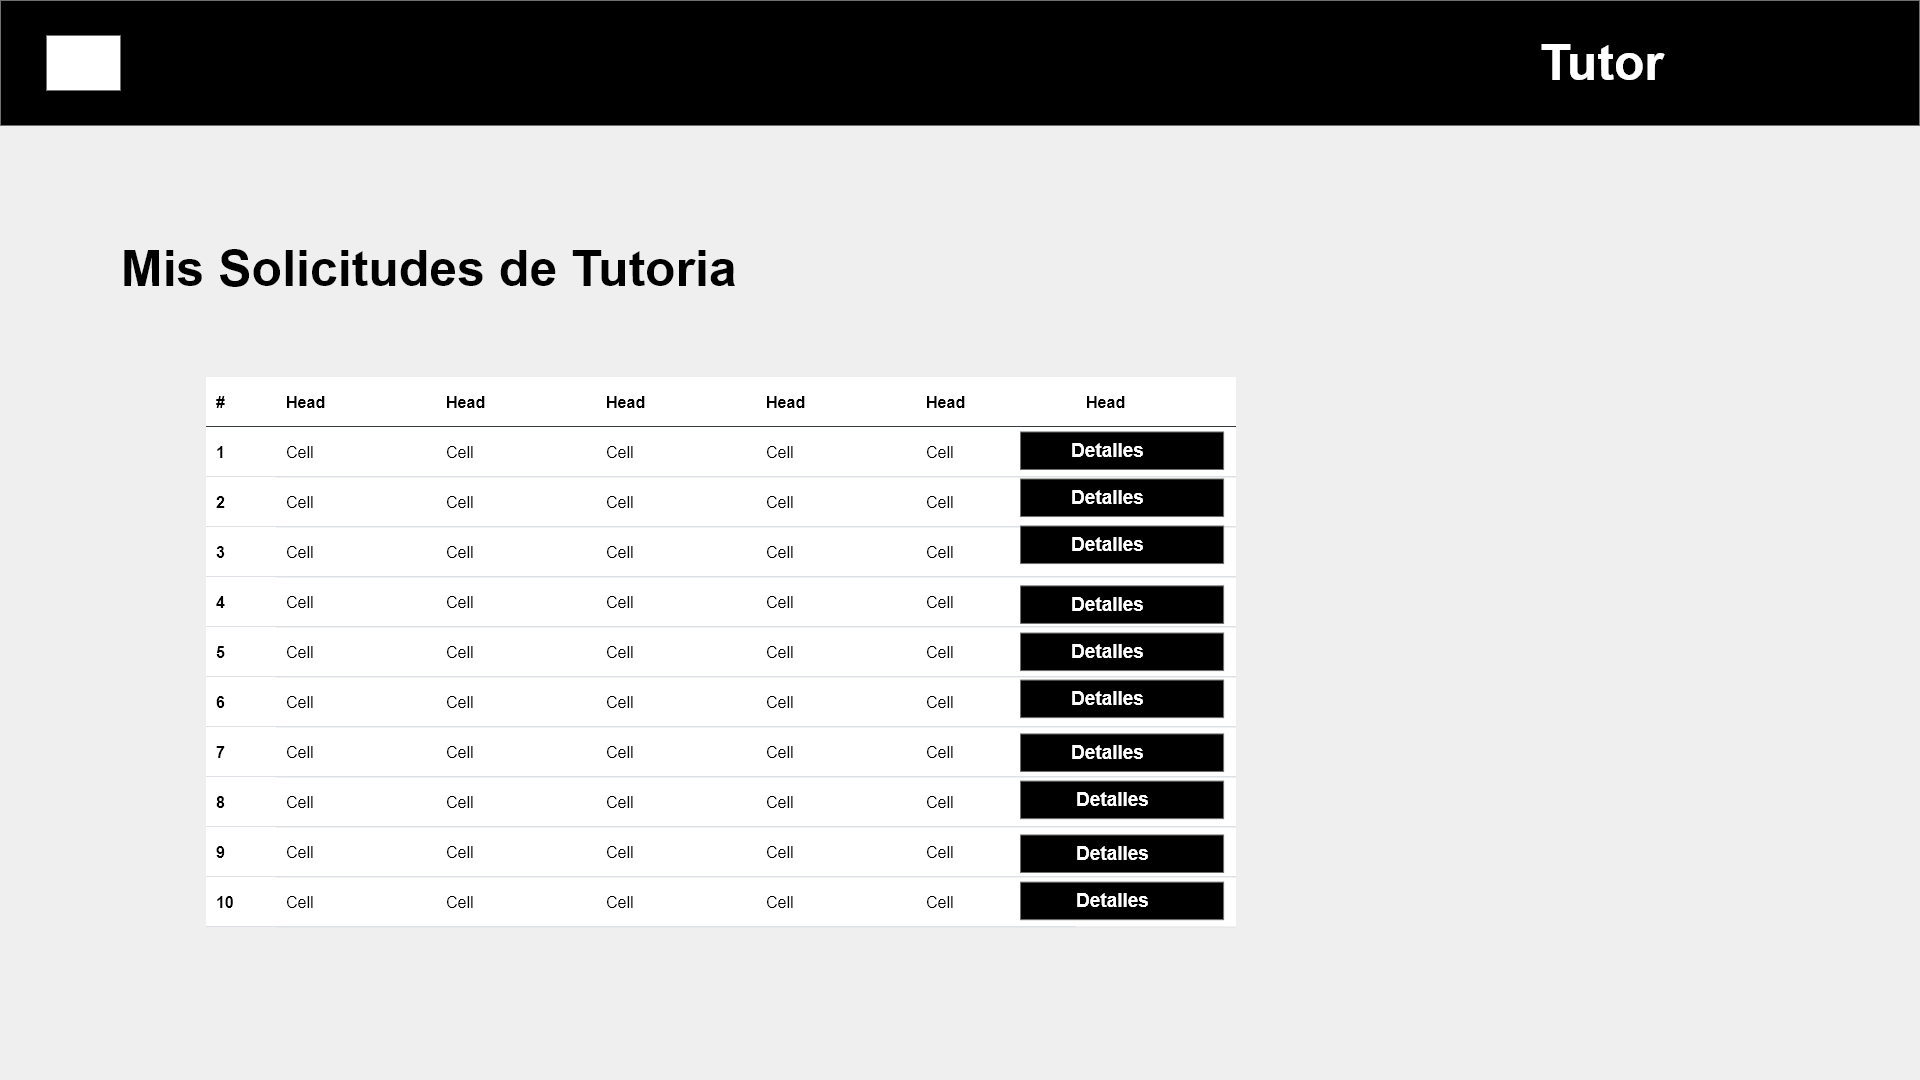 Tutor
Mis Solicitudes de Tutoria
# Head Head Head Head Head Head
1 Cell Cell Cell Cell Cell Detalles
2 Cell Cell Cell Cell Cell Detalles
3 Cell Cell Cell Cell Cell Detalles
4 Cell Cell Cell Cell Cell Detalles
5 Cell Cell Cell Cell Cell Detalles
6 Cell Cell Cell Cell Cell Detalles
7 Cell Cell Cell Cell Cell Detalles
8 Cell Cell Cell Cell Cell Detalles
9 Cell Cell Cell Cell Cell Detalles
10 Cell Cell Cell Cell Cell Detalles